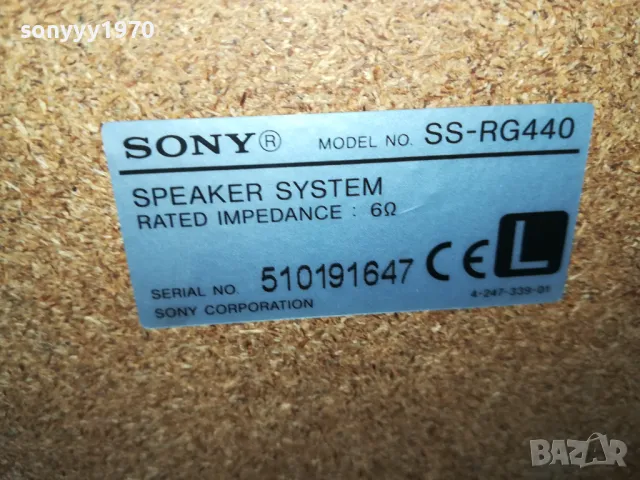 sonyyy1970
SONY® MODEL NO. SS-RG440
SPEAKER SYSTEM
RATED IMPEDANCE : 6Ω
SERIAL NO. 510191647 CE L
SONY CORPORATION 4-247-339-01
BAZAR